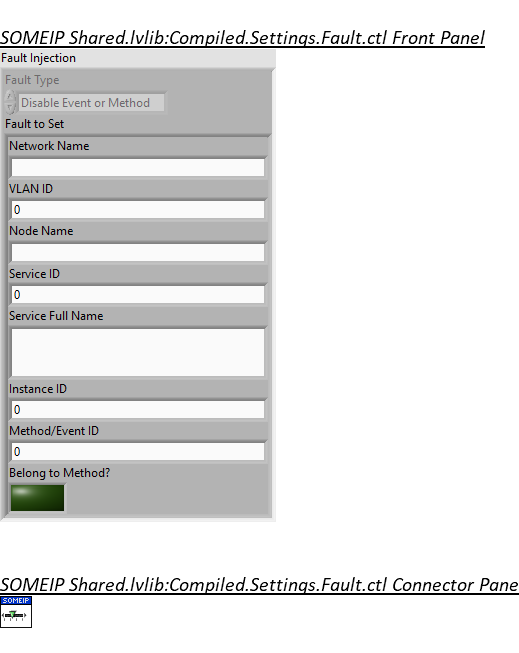 SOMEIP Shared.lvlib:Compiled.Settings.Fault.ctl Front Panel
Fault Injection
Fault Type
Disable Event or Method
Fault to Set
Network Name
VLAN ID
0
Node Name
Service ID
0
Service Full Name
Instance ID
0
Method/Event ID
0
Belong to Method?
SOMEIP Shared.lvlib:Compiled.Settings.Fault.ctl Connector Pane
SOMEIP